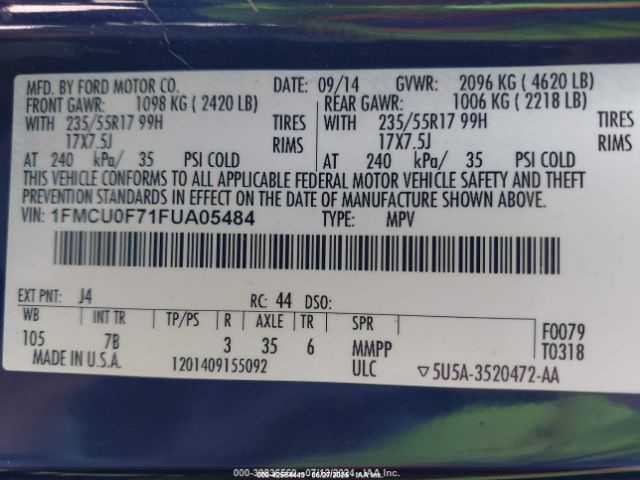 MFD. BY FORD MOTOR CO. DATE: 09/14 GVWR: 2096 KG ( 4620 LB)
FRONT GAWR: 1098 KG ( 2420 LB) REAR GAWR: 1006 KG ( 2218 LB)
WITH 235/55R17 99H TIRES WITH 235/55R17 99H TIRES
17X7.5J RIMS 17X7.5J RIMS
AT 240 kPa/ 35 PSI COLD AT 240 kPa/ 35 PSI COLD
THIS VEHICLE CONFORMS TO ALL APPLICABLE FEDERAL MOTOR VEHICLE SAFETY AND THEFT
PREVENTION STANDARDS IN EFFECT ON THE DATE OF MANUFACTURE SHOWN ABOVE.
VIN: 1FMCU0F71FUA05484 TYPE: MPV
EXT PNT: J4 RC: 44 DSO:
WB INT TR TP/PS R AXLE TR SPR F0079
105 7B 3 35 6 MMPP T0318
MADE IN U.S.A. 1201409155092 ULC 5U5A-3520472-AA